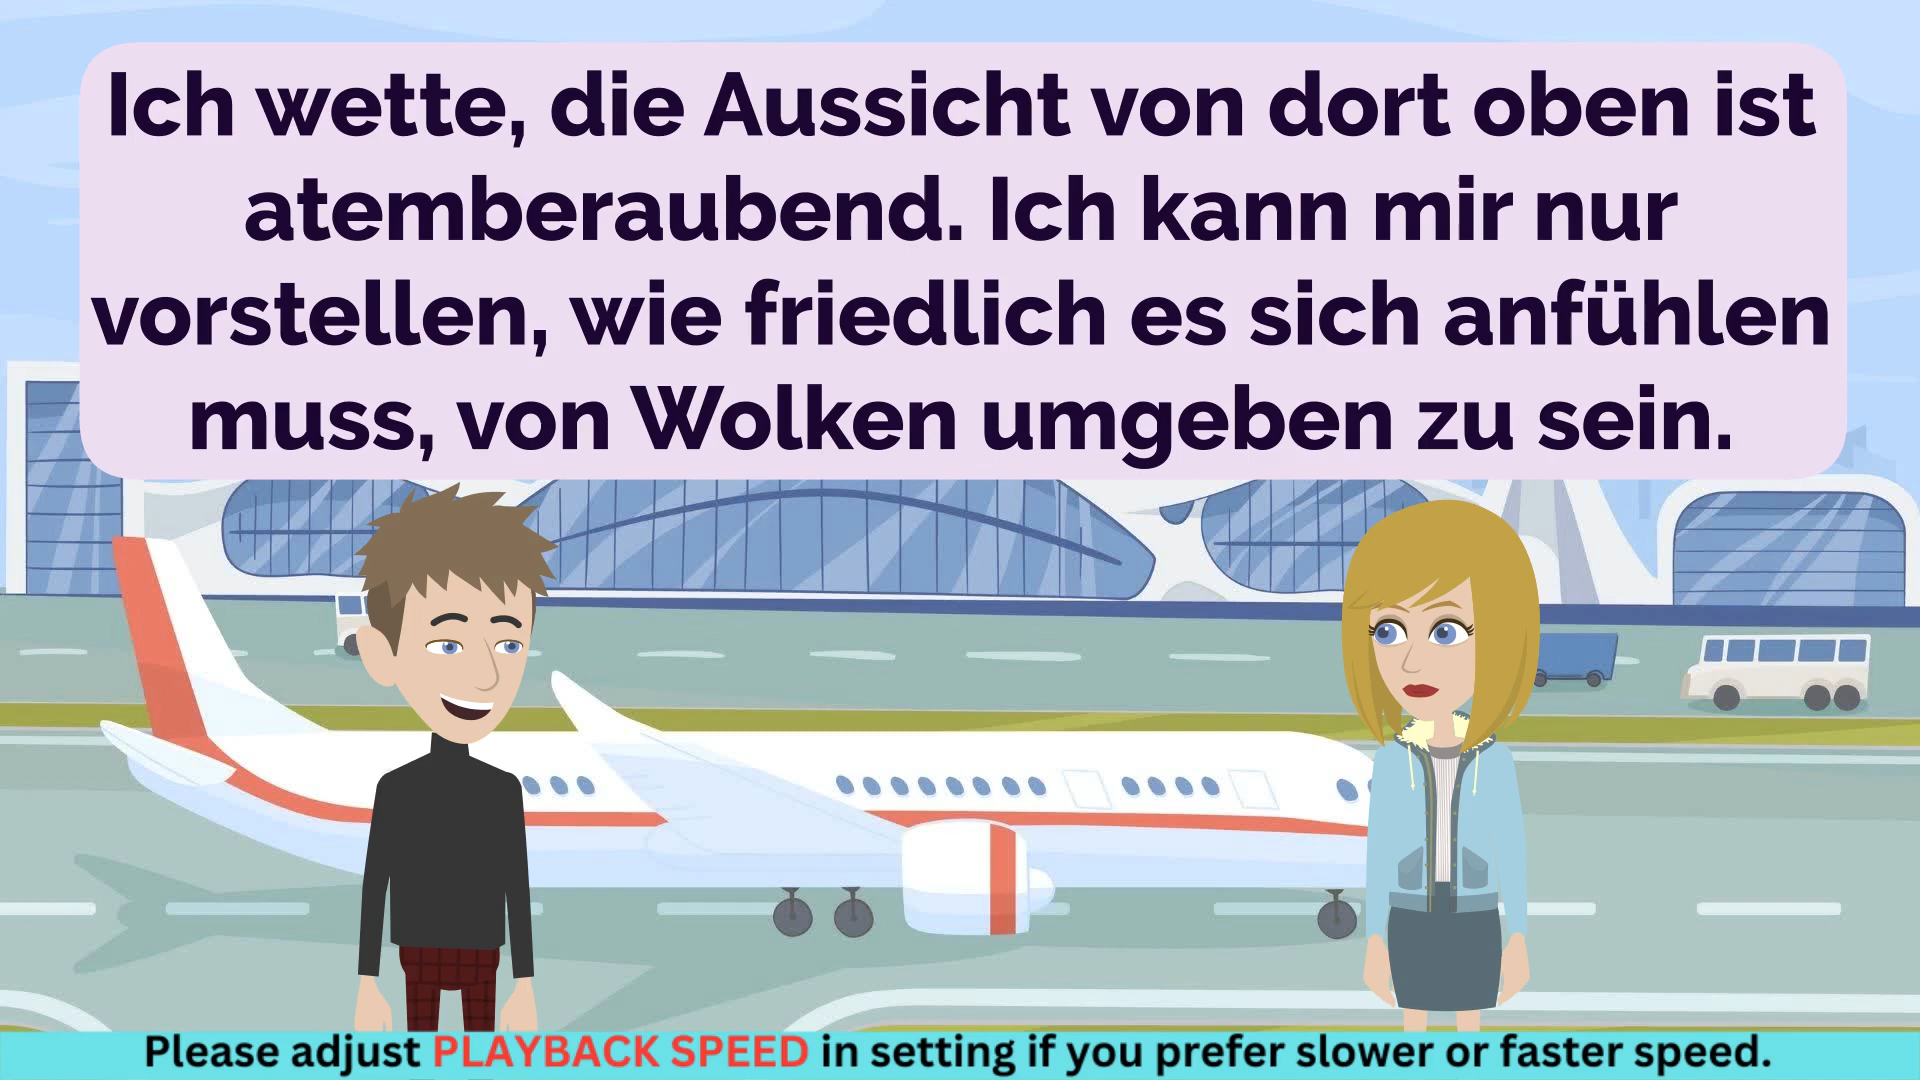 Ich wette, die Aussicht von dort oben ist
atemberaubend. Ich kann mir nur
vorstellen, wie friedlich es sich anfühlen
muss, von Wolken umgeben zu sein.
Please adjust PLAYBACK SPEED in setting if you prefer slower or faster speed.